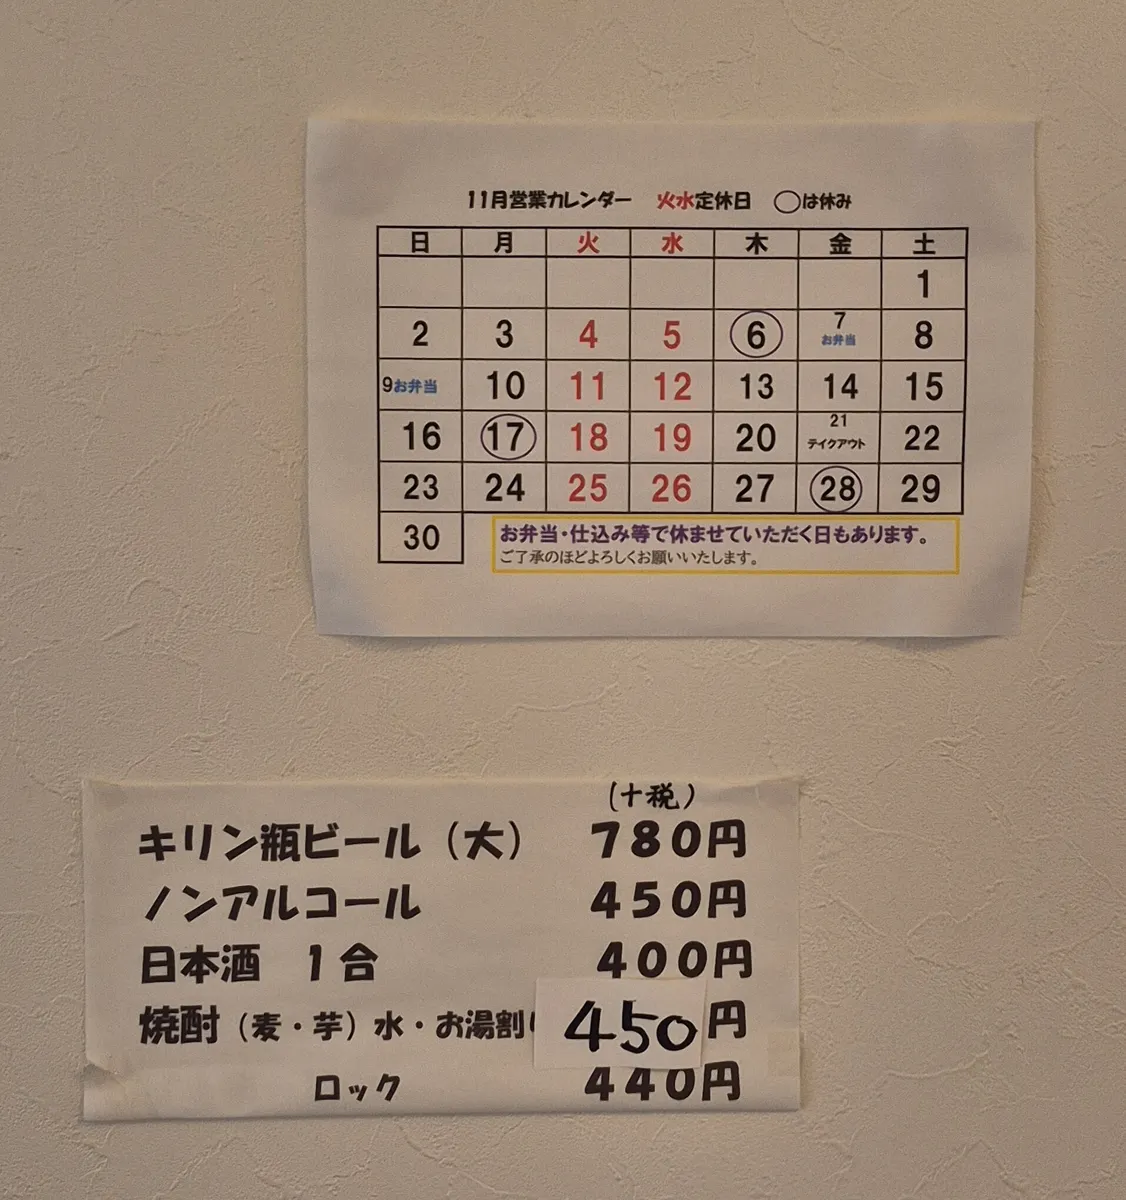 11月営業カレンダー 火水定休日 ○は休み
日 月 火 水 木 金 土
1
2 3 4 5 6 7 お弁当 8
9お弁当 10 11 12 13 14 15
16 17 18 19 20 21 テイクアウト 22
23 24 25 26 27 28 29
30
お弁当・仕込み等で休ませていただく日もあります。
ご了承のほどよろしくお願いいたします。
(十税)
キリン瓶ビール（大） 780円
ノンアルコール 450円
日本酒 1合 400円
焼酎（麦・芋）水・お湯割り 450円
ロック 440円